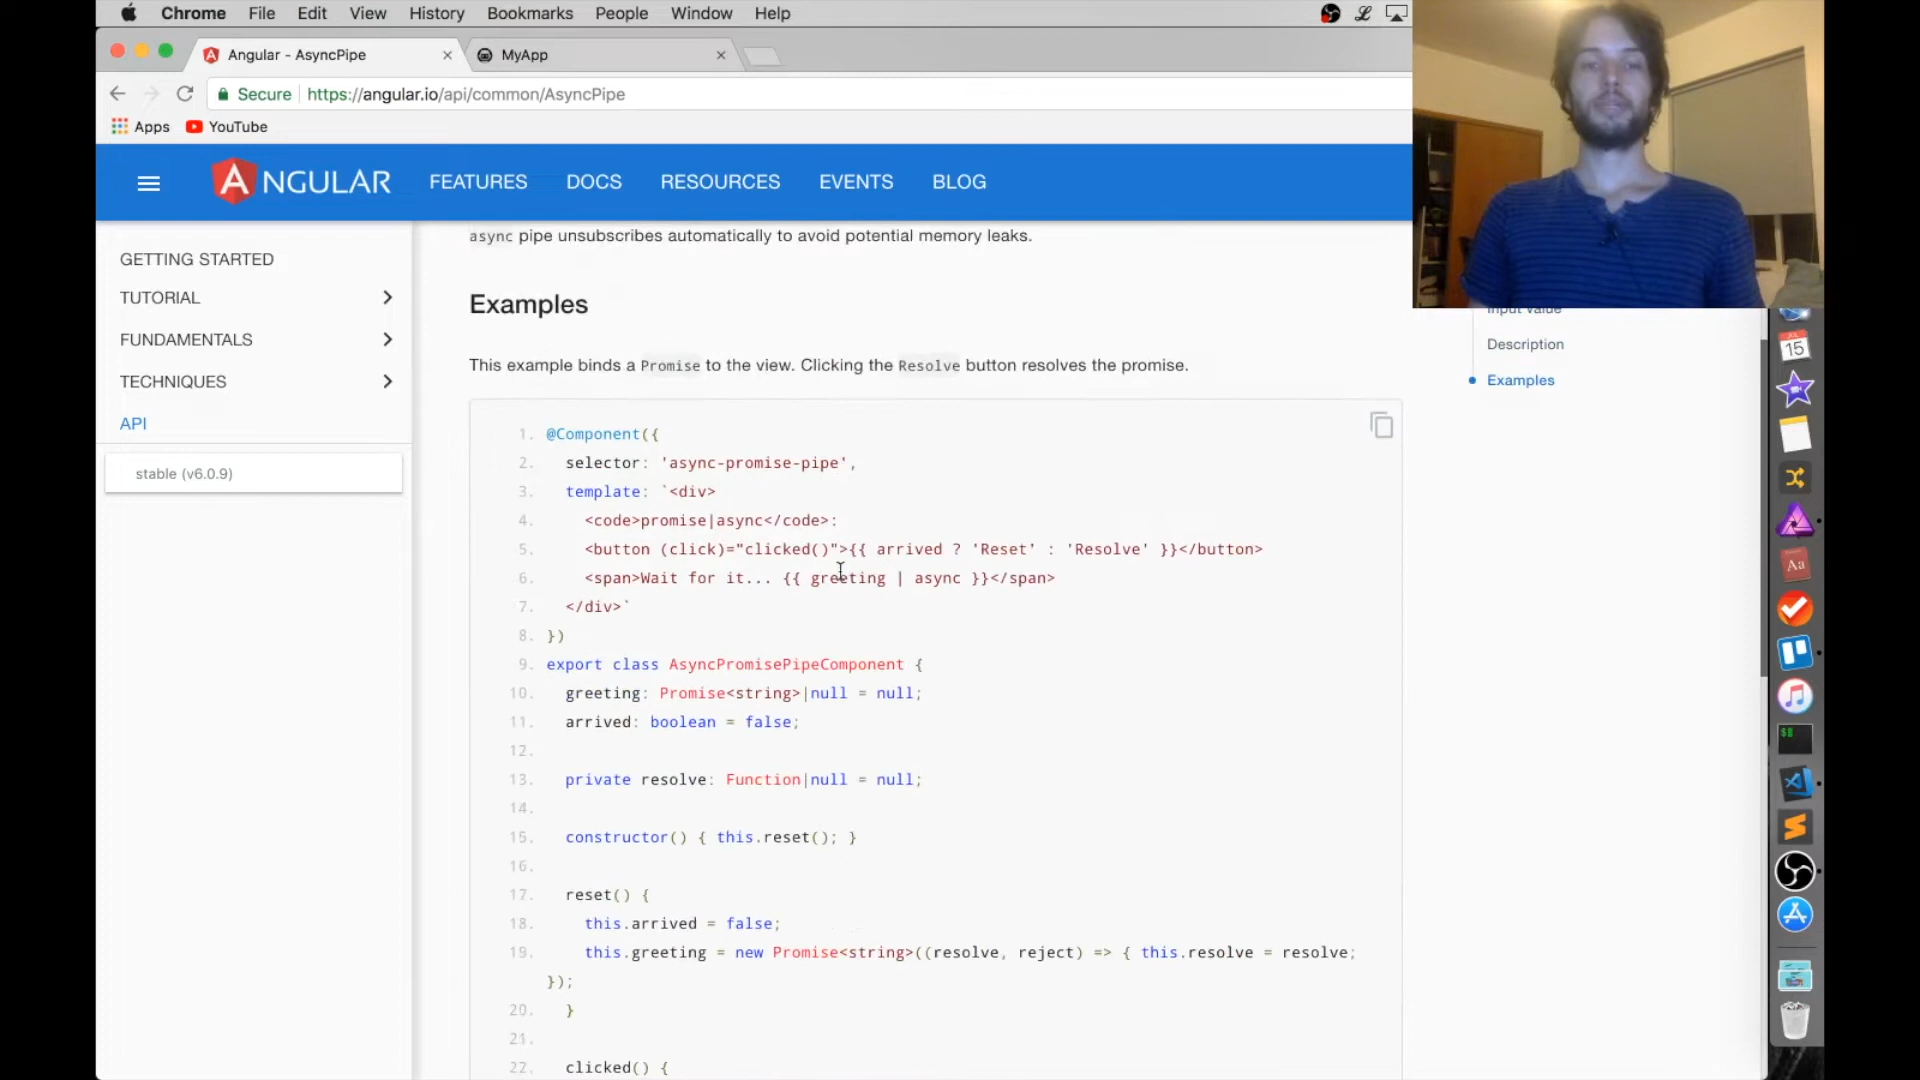 Chrome File Edit View History Bookmarks People Window Help
Angular - AsyncPipe
MyApp
Secure https://angular.io/api/common/AsyncPipe
Apps YouTube
ANGULAR FEATURES DOCS RESOURCES EVENTS BLOG
GETTING STARTED
TUTORIAL
FUNDAMENTALS
TECHNIQUES
API
stable (v6.0.9)
async pipe unsubscribes automatically to avoid potential memory leaks.
Examples
This example binds a Promise to the view. Clicking the Resolve button resolves the promise.
1. @Component({
2. selector: 'async-promise-pipe',
3. template: `<div>
4. <code>promise|async</code>:
5. <button (click)="clicked()">{{ arrived ? 'Reset' : 'Resolve' }}</button>
6. <span>Wait for it... {{ greeting | async }}</span>
7. </div>`
8. })
9. export class AsyncPromisePipeComponent {
10. greeting: Promise<string>|null = null;
11. arrived: boolean = false;
12.
13. private resolve: Function|null = null;
14.
15. constructor() { this.reset(); }
16.
17. reset() {
18. this.arrived = false;
19. this.greeting = new Promise<string>((resolve, reject) => { this.resolve = resolve;
});
20. }
21.
22. clicked() {
Input value
Description
Examples
15
Aa
$